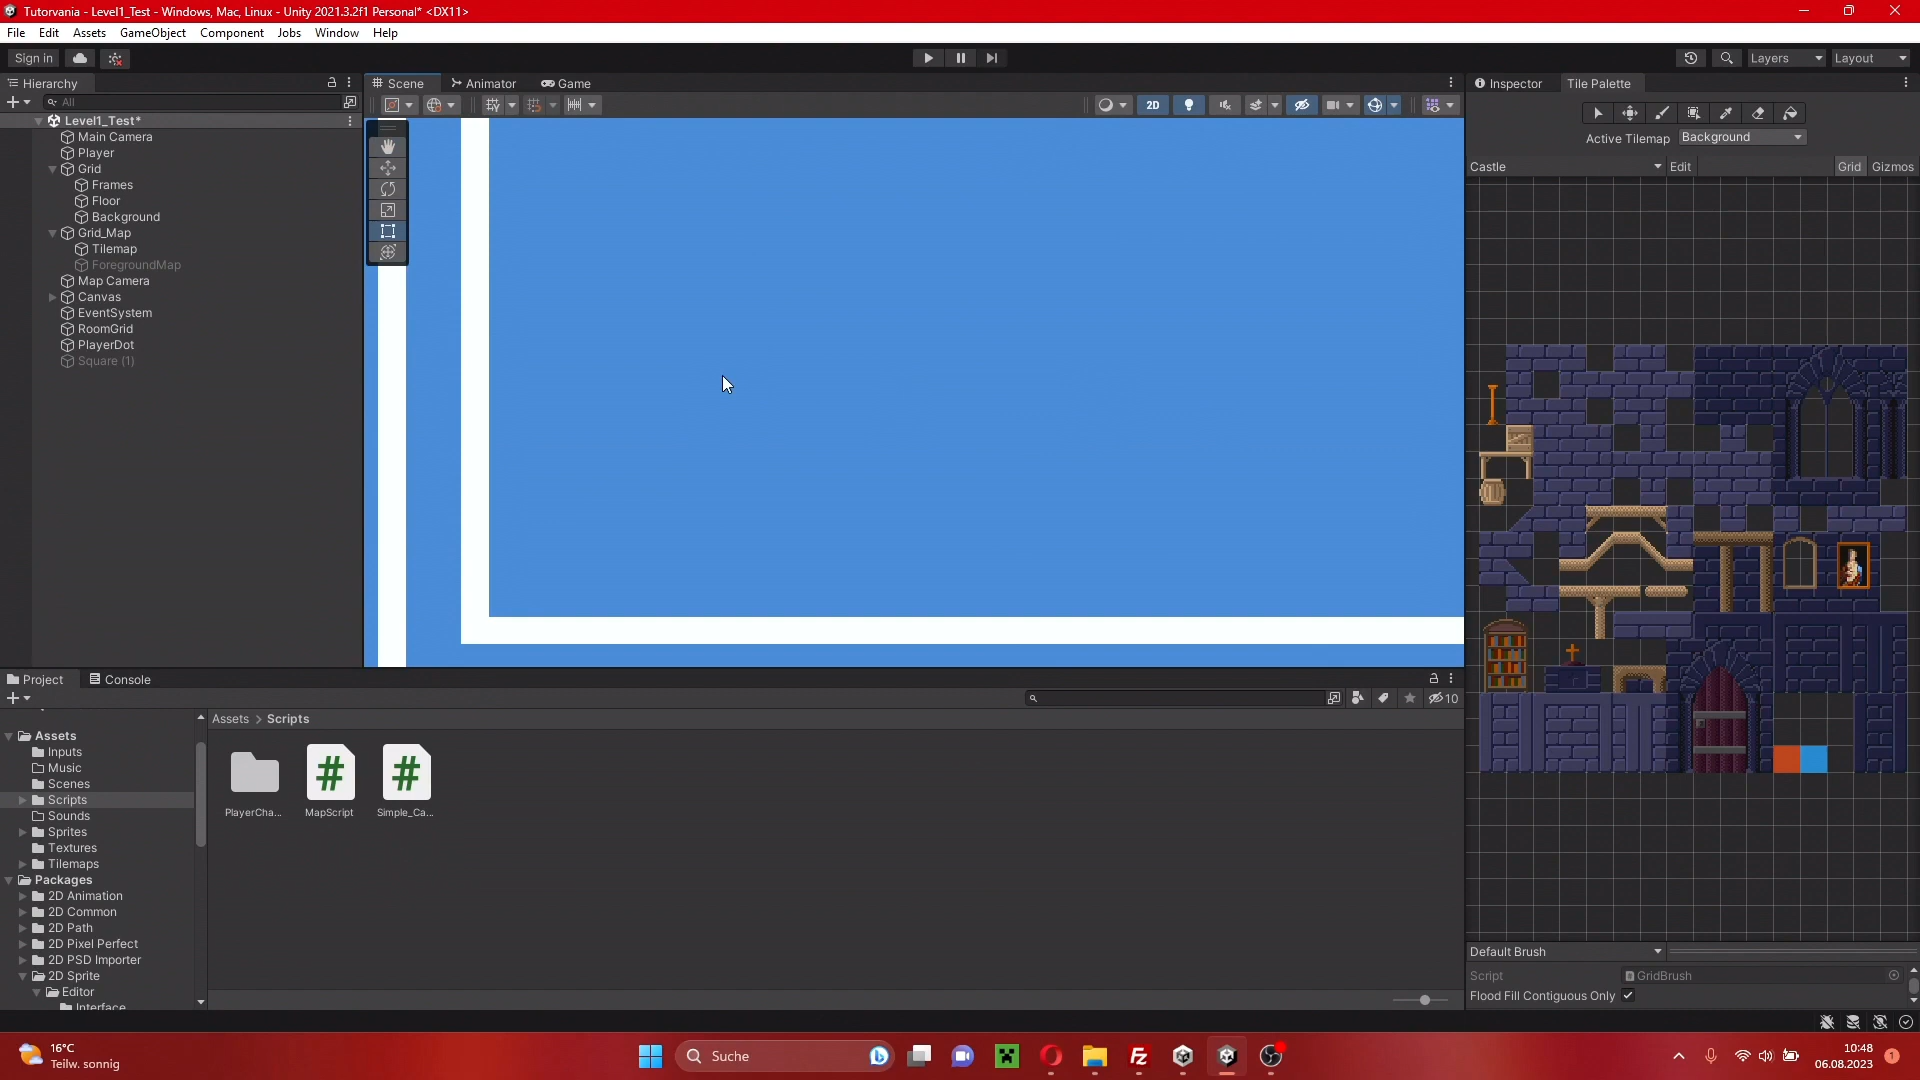 Tutorvania - Level1_Test - Windows, Mac, Linux - Unity 2021.3.2f1 Personal* <DX11>
File Edit Assets GameObject Component Jobs Window Help
Sign in
Layers
Layout
Hierarchy
Scene
Animator
Game
Inspector
Tile Palette
All
2D
Level1_Test*
Main Camera
Player
Grid
Frames
Floor
Background
Grid_Map
Tilemap
ForegroundMap
Map Camera
Canvas
EventSystem
RoomGrid
PlayerDot
Square (1)
Active Tilemap Background
Castle
Edit
Grid
Gizmos
Project
Console
10
Assets > Scripts
Assets
Inputs
Music
Scenes
Scripts
Sounds
Sprites
Textures
Tilemaps
Packages
2D Animation
2D Common
2D Path
2D Pixel Perfect
2D PSD Importer
2D Sprite
Editor
Interface
#
#
PlayerCha...
MapScript
Simple_Ca...
Default Brush
Script
GridBrush
Flood Fill Contiguous Only
16°C
Teilw. sonnig
Suche
Fz
10:48
06.08.2023
1